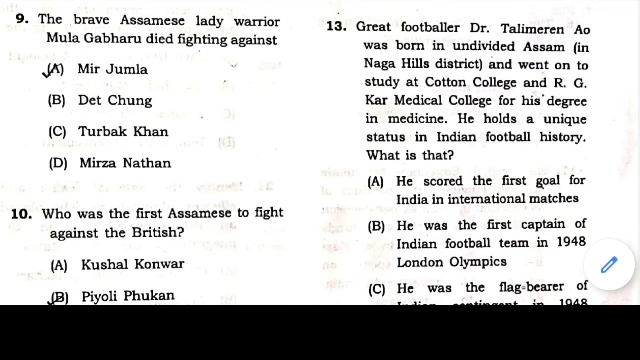 9. The brave Assamese lady warrior
Mula Gabharu died fighting against
(A) Mir Jumla
(B) Det Chung
(C) Turbak Khan
(D) Mirza Nathan
10. Who was the first Assamese to fight
against the British?
(A) Kushal Konwar
(B) Piyoli Phukan
13. Great footballer Dr. Talimeren Ao
was born in undivided Assam (in
Naga Hills district) and went on to
study at Cotton College and R. G.
Kar Medical College for his degree
in medicine. He holds a unique
status in Indian football history.
What is that?
(A) He scored the first goal for
India in international matches
(B) He was the first captain of
Indian football team in 1948
London Olympics
(C) He was the flag-bearer of
Indian contingent in 1948